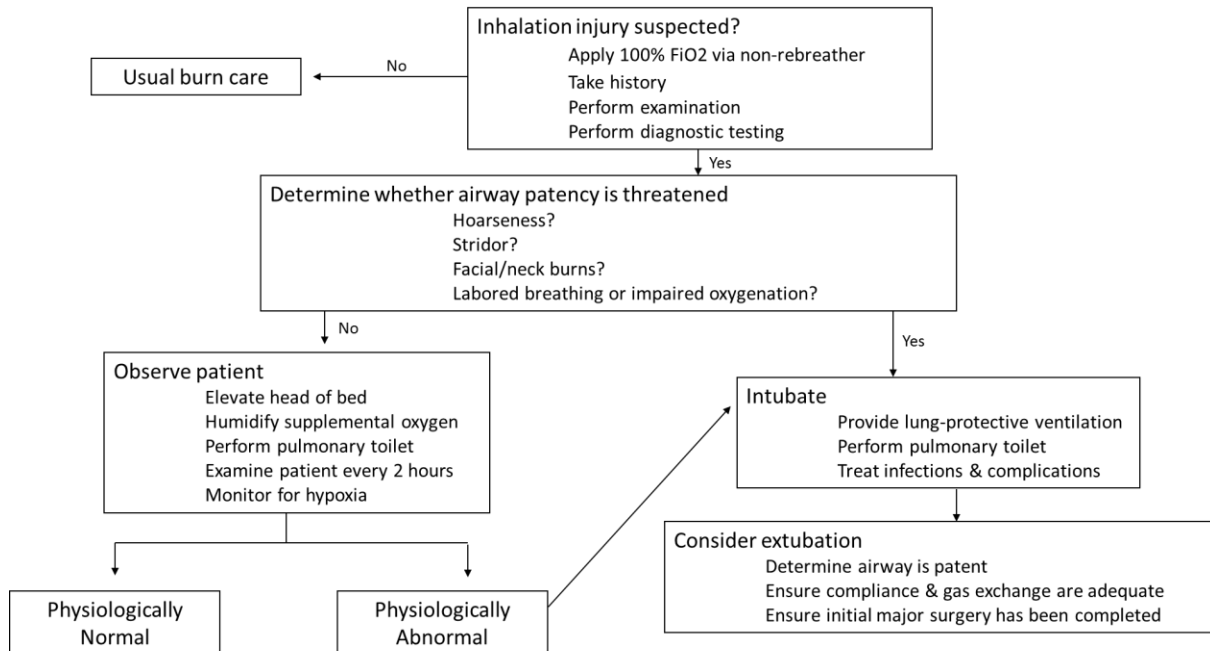 Inhalation injury suspected?
Apply 100% FiO2 via non-rebreather
Take history
Perform examination
Perform diagnostic testing
No
Usual burn care
Yes
Determine whether airway patency is threatened
Hoarseness?
Stridor?
Facial/neck burns?
Labored breathing or impaired oxygenation?
No
Yes
Observe patient
Elevate head of bed
Humidify supplemental oxygen
Perform pulmonary toilet
Examine patient every 2 hours
Monitor for hypoxia
Intubate
Provide lung-protective ventilation
Perform pulmonary toilet
Treat infections & complications
Consider extubation
Determine airway is patent
Ensure compliance & gas exchange are adequate
Ensure initial major surgery has been completed
Physiologically
Normal
Physiologically
Abnormal